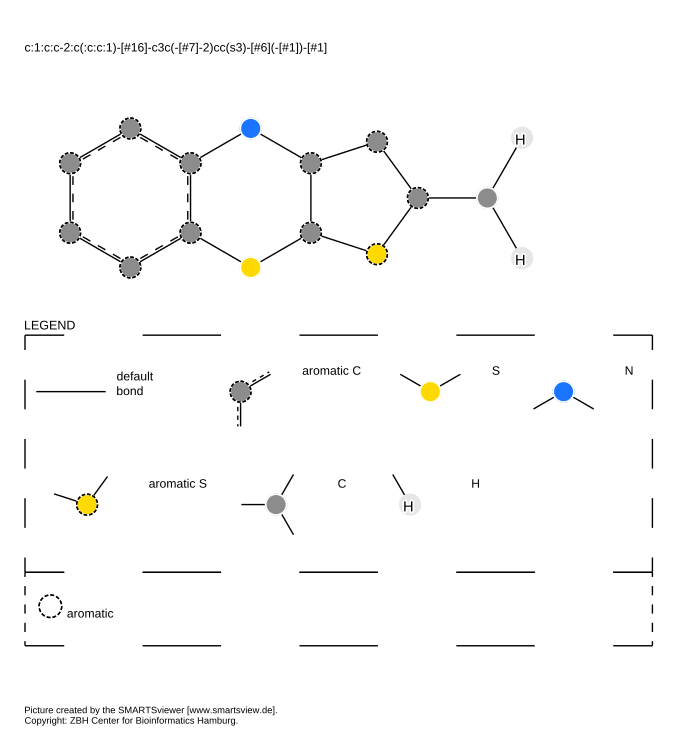 c:1:c:c-2:c(:c:c:1)-[#16]-c3c(-[#7]-2)cc(s3)-[#6](-[#1])-[#1]
H
H
LEGEND
default
bond
aromatic C
S
N
aromatic S
C
H
H
aromatic
Picture created by the SMARTSviewer [www.smartsview.de].
Copyright: ZBH Center for Bioinformatics Hamburg.